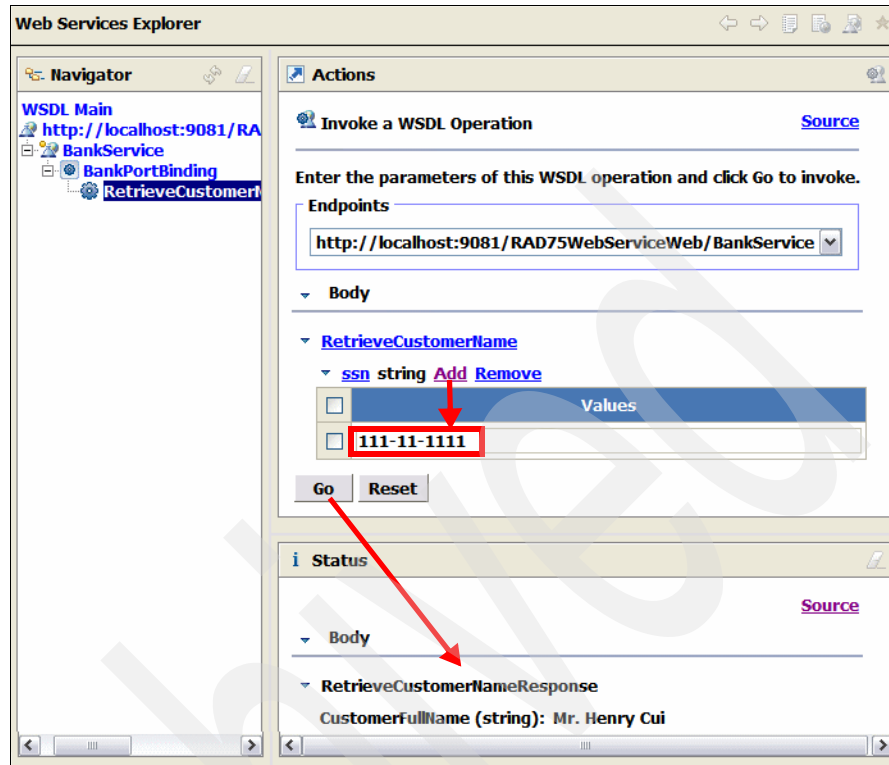 Web Services Explorer
Navigator
WSDL Main
http://localhost:9081/RA
BankService
BankPortBinding
RetrieveCustomerN
Actions
Invoke a WSDL Operation Source
Enter the parameters of this WSDL operation and click Go to invoke.
Endpoints
http://localhost:9081/RAD75WebServiceWeb/BankService
Body
RetrieveCustomerName
ssn string Add Remove
Values
111-11-1111
Go Reset
i Status
Source
Body
RetrieveCustomerNameResponse
CustomerFullName (string): Mr. Henry Cui